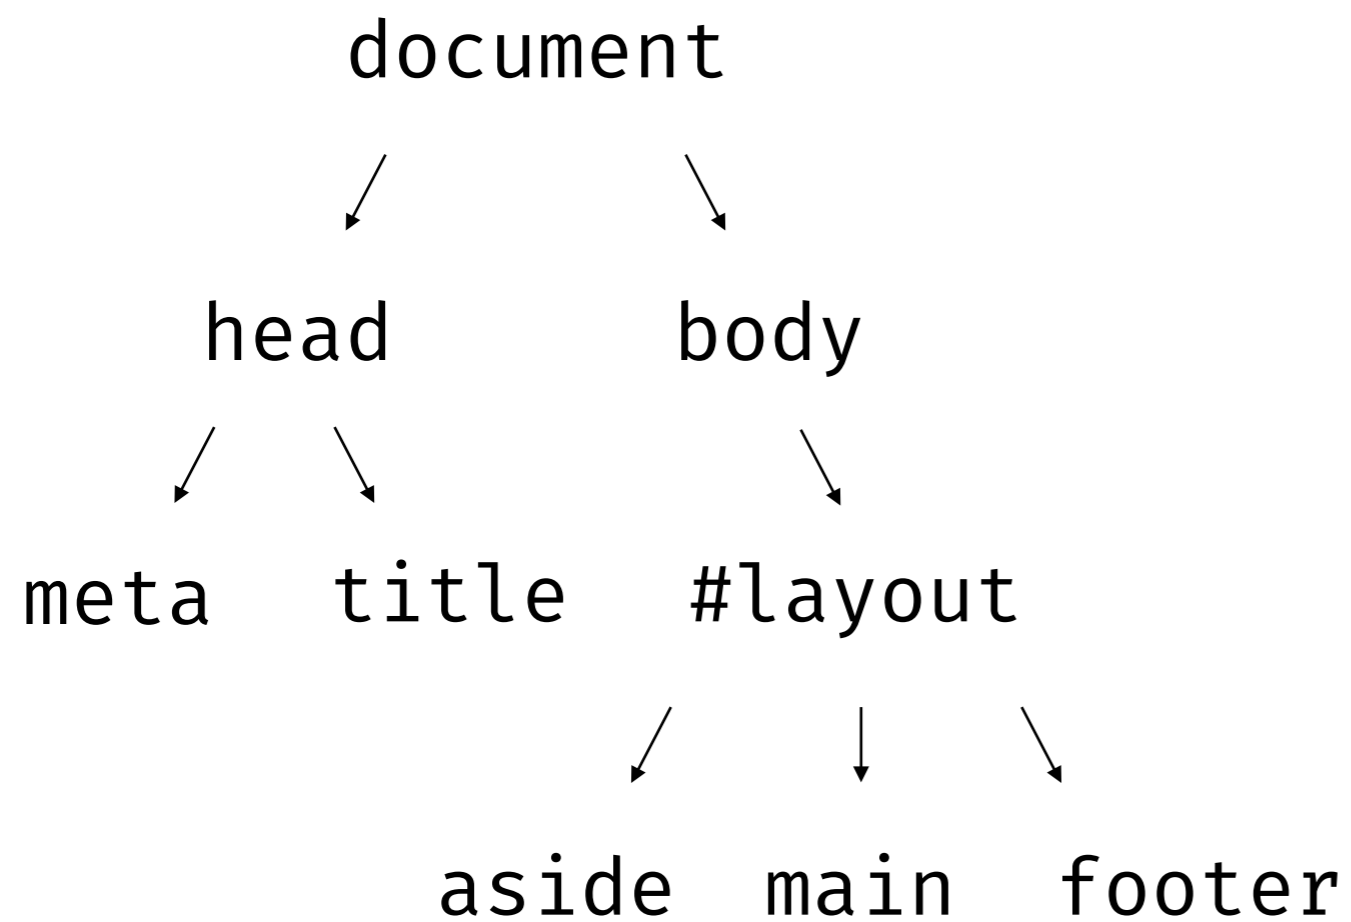 document
head body
meta title #layout
aside main footer